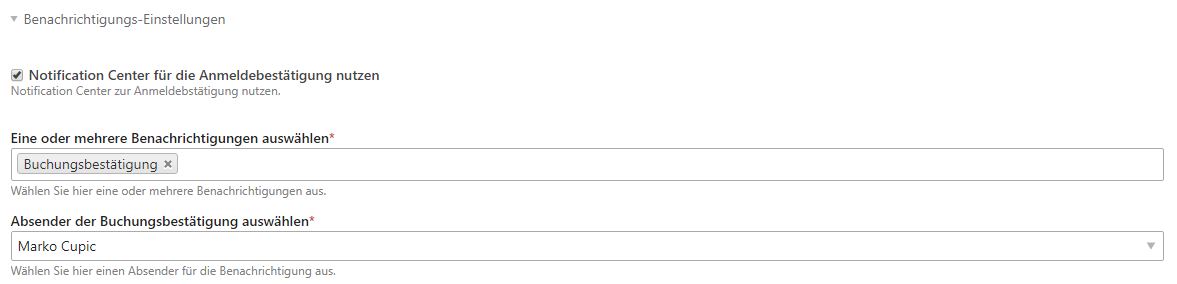 Benachrichtigungs-Einstellungen
Notification Center für die Anmeldebestätigung nutzen
Notification Center zur Anmeldebstätigung nutzen.
Eine oder mehrere Benachrichtigungen auswählen*
Buchungsbestätigung ×
Wählen Sie hier eine oder mehrere Benachrichtigungen aus.
Absender der Buchungsbestätigung auswählen*
Marko Cupic
Wählen Sie hier einen Absender für die Benachrichtigung aus.